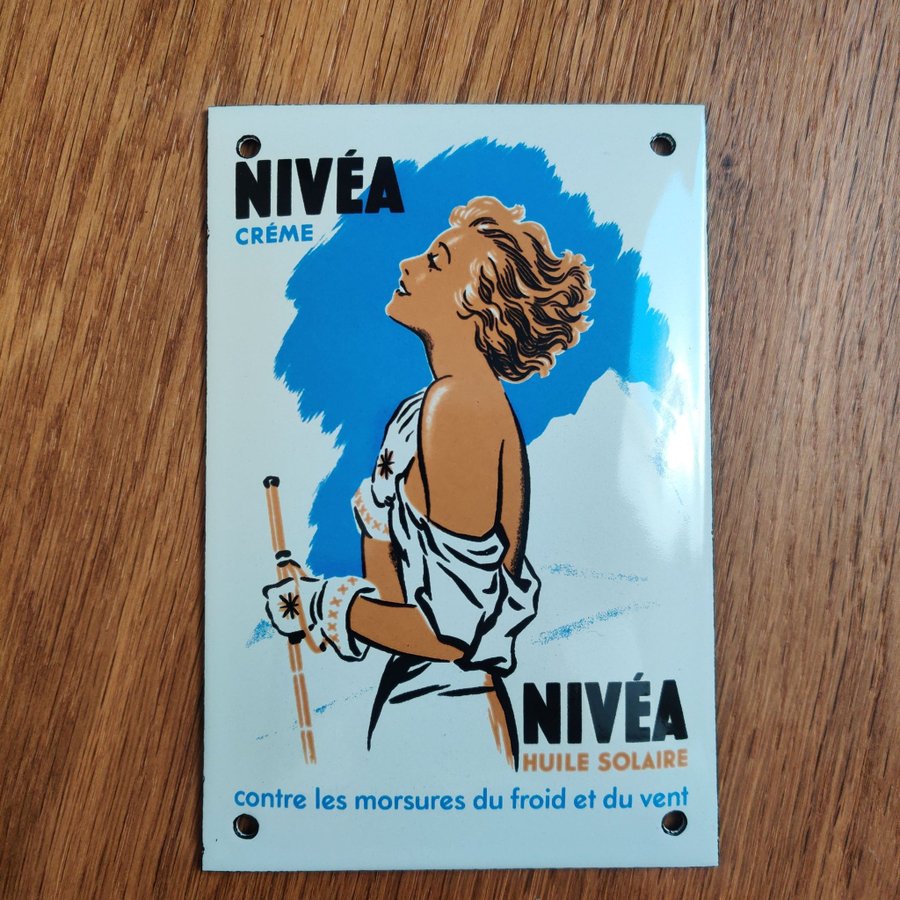 NIVÉA
CRÉME
NIVÉA
HUILE SOLAIRE
contre les morsures du froid et du vent